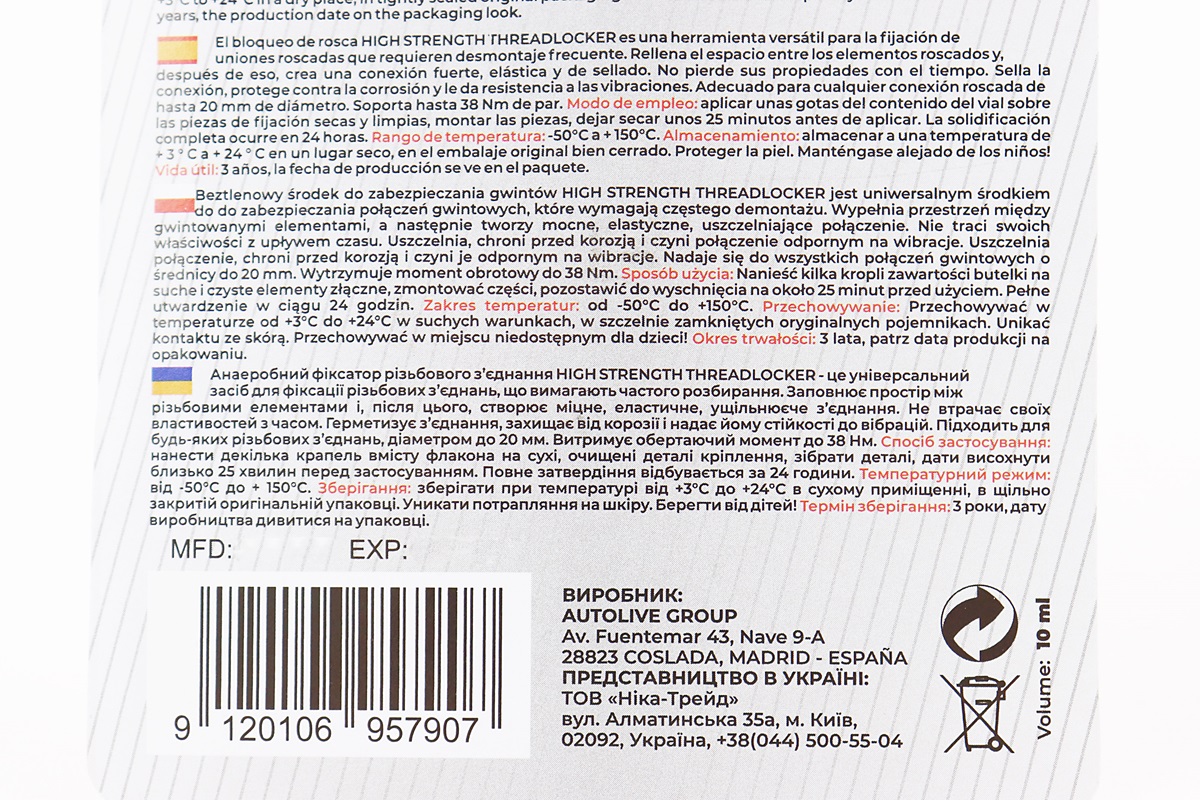 +3°C to +24°C in a dry place, in tightly sealed original
years, the production date on the packaging look.
El bloqueo de rosca HIGH STRENGTH THREADLOCKER es una herramienta versátil para la fijación de
uniones roscadas que requieren desmontaje frecuente. Rellena el espacio entre los elementos roscados y,
después de eso, crea una conexión fuerte, elástica y de sellado. No pierde sus propiedades con el tiempo. Sella la
conexión, protege contra la corrosión y le da resistencia a las vibraciones. Adecuado para cualquier conexión roscada de
hasta 20 mm de diámetro. Soporta hasta 38 Nm de par. Modo de empleo: aplicar unas gotas del contenido del vial sobre
las piezas de fijación secas y limpias, montar las piezas, dejar secar unos 25 minutos antes de aplicar. La solidificación
completa ocurre en 24 horas. Rango de temperatura: -50°C a + 150°C. Almacenamiento: almacenar a una temperatura de
+ 3 ° C a + 24 ° C en un lugar seco, en el embalaje original bien cerrado. Proteger la piel. Manténgase alejado de los niños!
Vida útil: 3 años, la fecha de producción se ve en el paquete.
Beztlenowy środek do zabezpieczania gwintów HIGH STRENGTH THREADLOCKER jest uniwersalnym środkiem
do do zabezpieczania połączeń gwintowych, które wymagają częstego demontażu. Wypełnia przestrzeń między
gwintowanymi elementami, a następnie tworzy mocne, elastyczne, uszczelniające połączenie. Nie traci swoich
właściwości z upływem czasu. Uszczelnia, chroni przed korozją i czyni połączenie odpornym na wibracje. Uszczelnia
połączenie, chroni przed korozją i czyni je odpornym na wibracje. Nadaje się do wszystkich połączeń gwintowych o
średnicy do 20 mm. Wytrzymuje moment obrotowy do 38 Nm. Sposób użycia: Nanieść kilka kropli zawartości butelki na
suche i czyste elementy złączne, zmontować części, pozostawić do wyschnięcia na około 25 minut przed użyciem. Pełne
utwardzenie w ciągu 24 godzin. Zakres temperatur: od -50°C do +150°C. Przechowywanie: Przechowywać w
temperaturze od +3°C do +24°C w suchych warunkach, w szczelnie zamkniętych oryginalnych pojemnikach. Unikać
kontaktu ze skórą. Przechowywać w miejscu niedostępnym dla dzieci! Okres trwałości: 3 lata, patrz data produkcji na
opakowaniu.
Анаеробний фіксатор різьбового з’єднання HIGH STRENGTH THREADLOCKER - це універсальний
засіб для фіксації різьбових з’єднань, що вимагають частого розбирання. Заповнює простір між
різьбовими елементами і, після цього, створює міцне, еластичне, ущільнююче з’єднання. Не втрачає своїх
властивостей з часом. Герметизує з’єднання, захищає від корозії і надає йому стійкості до вібрацій. Підходить для
будь-яких різьбових з’єднань, діаметром до 20 мм. Витримує обертаючий момент до 38 Нм. Спосіб застосування:
нанести декілька крапель вмісту флакона на сухі, очищені деталі кріплення, зібрати деталі, дати висохнути
близько 25 хвилин перед застосуванням. Повне затвердіння відбувається за 24 години. Температурний режим:
від -50°C до + 150°C. Зберігання: зберігати при температурі від +3°C до +24°C в сухому приміщенні, в щільно
закритій оригінальній упаковці. Уникати потрапляння на шкіру. Берегти від дітей! Термін зберігання: 3 роки, дату
виробництва дивитися на упаковці.
MFD: EXP:
9 120106 957907
ВИРОБНИК:
AUTOLIVE GROUP
Av. Fuentemar 43, Nave 9-A
28823 COSLADA, MADRID - ESPAÑA
ПРЕДСТАВНИЦТВО В УКРАЇНІ:
ТОВ «Ніка-Трейд»
вул. Алматинська 35а, м. Київ,
02092, Україна, +38(044) 500-55-04
Volume: 10 ml